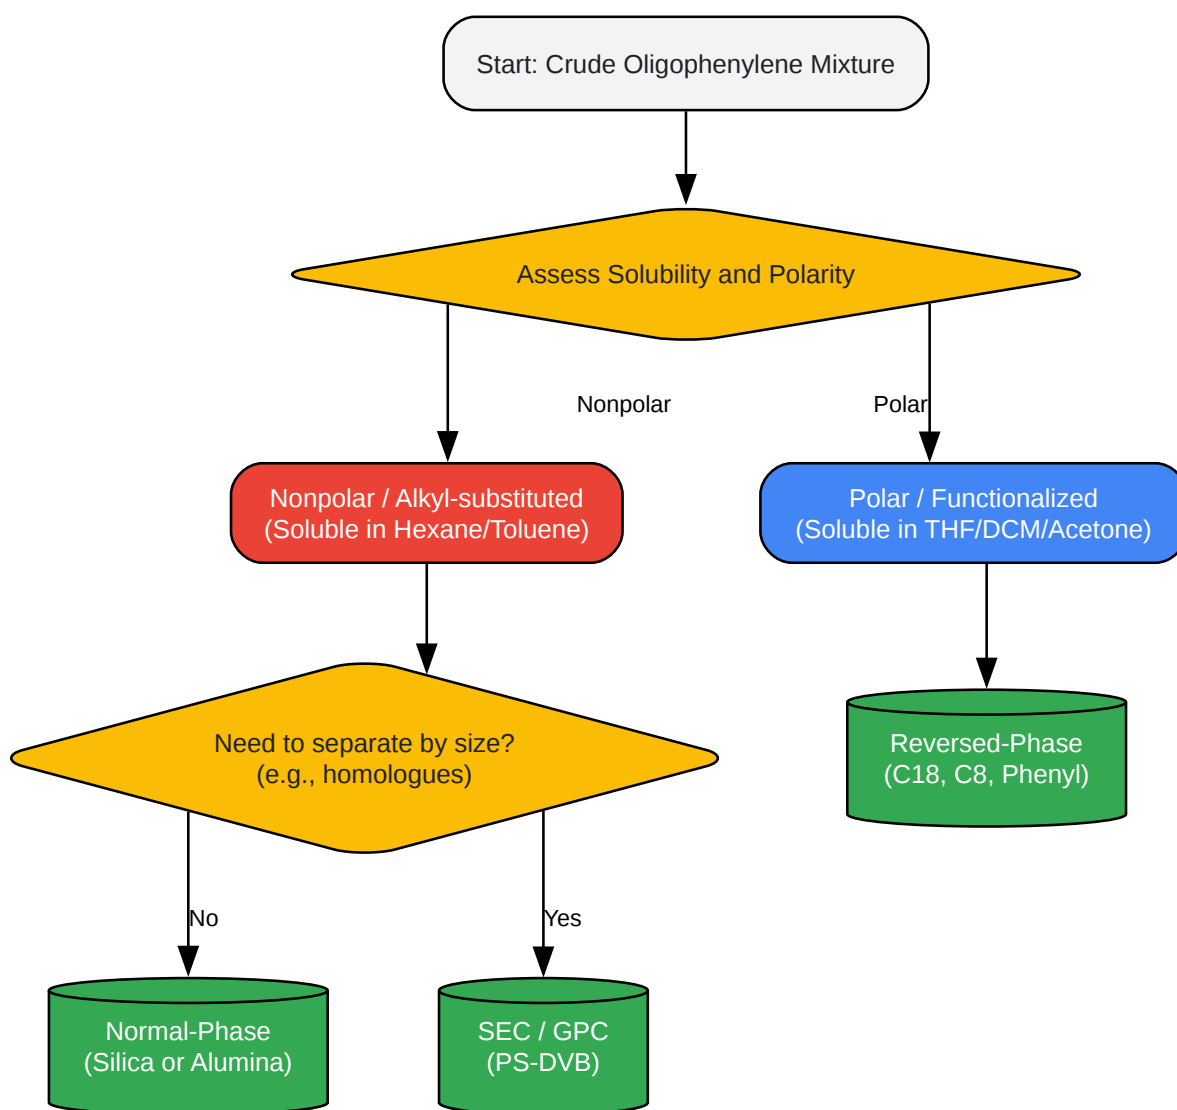 Start: Crude Oligophenylene Mixture
Assess Solubility and Polarity
Nonpolar
Polar
Nonpolar / Alkyl-substituted
(Soluble in Hexane/Toluene)
Polar / Functionalized
(Soluble in THF/DCM/Acetone)
Need to separate by size?
(e.g., homologues)
Reversed-Phase
(C18, C8, Phenyl)
No
Yes
Normal-Phase
(Silica or Alumina)
SEC / GPC
(PS-DVB)